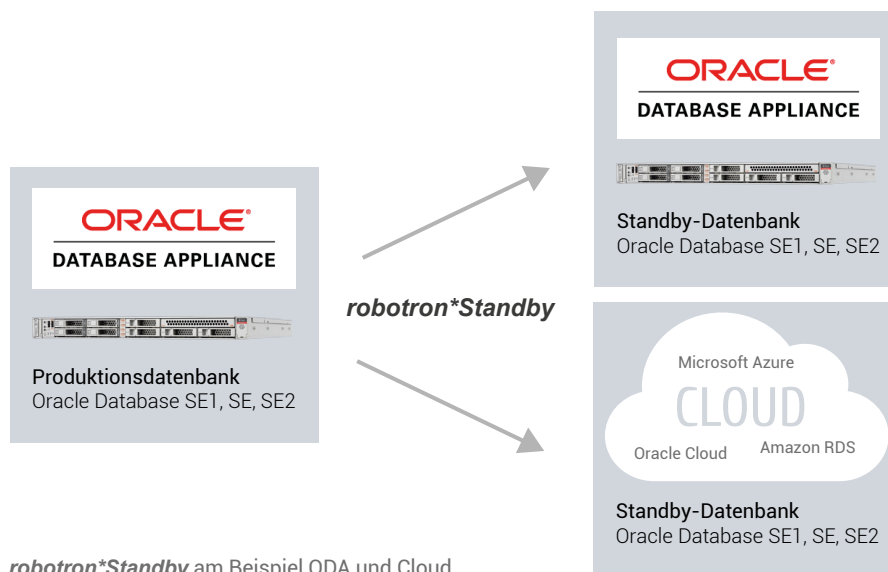 ORACLE®
DATABASE APPLIANCE
Produktionsdatenbank
Oracle Database SE1, SE, SE2
robotron*Standby
ORACLE®
DATABASE APPLIANCE
Standby-Datenbank
Oracle Database SE1, SE, SE2
Microsoft Azure
CLOUD
Oracle Cloud
Amazon RDS
Standby-Datenbank
Oracle Database SE1, SE, SE2
robotron*Standby am Beispiel ODA und Cloud